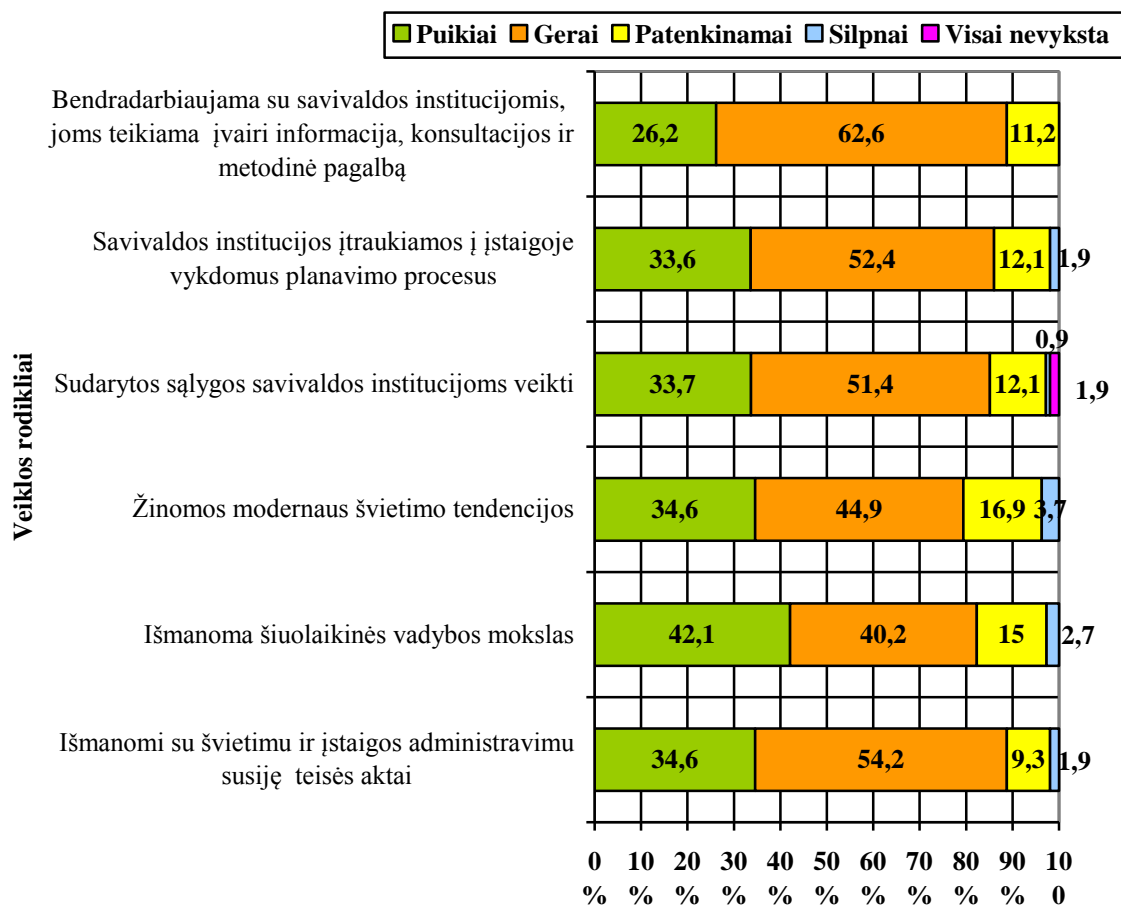 Puikiai Gerai Patenkinamai Silpnai Visai nevyksta
Bendradarbiaujama su savivaldos institucijomis,
joms teikiama įvairi informacija, konsultacijos ir
metodinė pagalbą
26,2 62,6 11,2
Savivaldos institucijos įtraukiamos į įstaigoje
vykdomus planavimo procesus
33,6 52,4 12,1 1,9
Sudarytos sąlygos savivaldos institucijoms veikti
33,7 51,4 12,1 0,9 1,9
Žinomos modernaus švietimo tendencijos
34,6 44,9 16,9 3,7
Išmanoma šiuolaikinės vadybos mokslas
42,1 40,2 15 2,7
Išmanomi su švietimu ir įstaigos administravimu
susiję teisės aktai
34,6 54,2 9,3 1,9
Veiklos rodikliai
0 10 20 30 40 50 60 70 80 90 10
% % % % % % % % % % 0